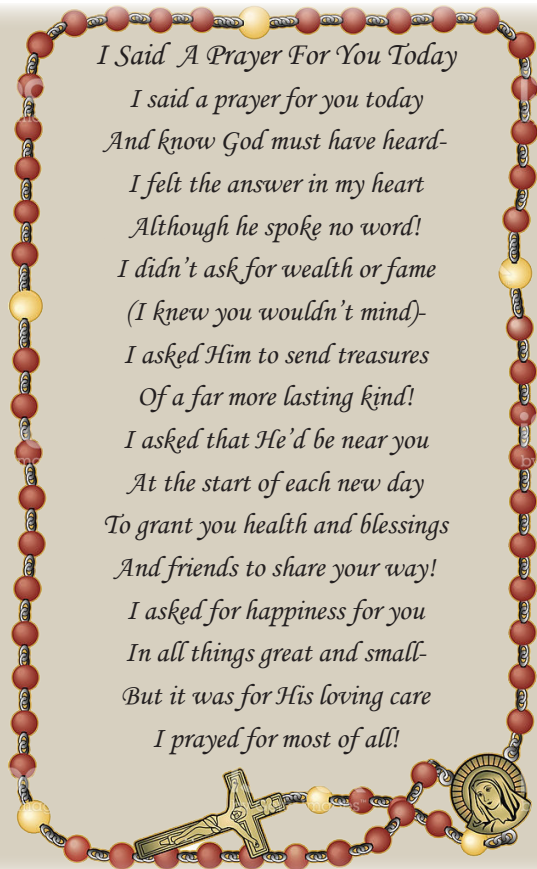 I Said A Prayer For You Today
I said a prayer for you today
And know God must have heard-
I felt the answer in my heart
Although he spoke no word!
I didn't ask for wealth or fame
(I knew you wouldn't mind)-
I asked Him to send treasures
Of a far more lasting kind!
I asked that He'd be near you
At the start of each new day
To grant you health and blessings
And friends to share your way!
I asked for happiness for you
In all things great and small-
But it was for His loving care
I prayed for most of all!